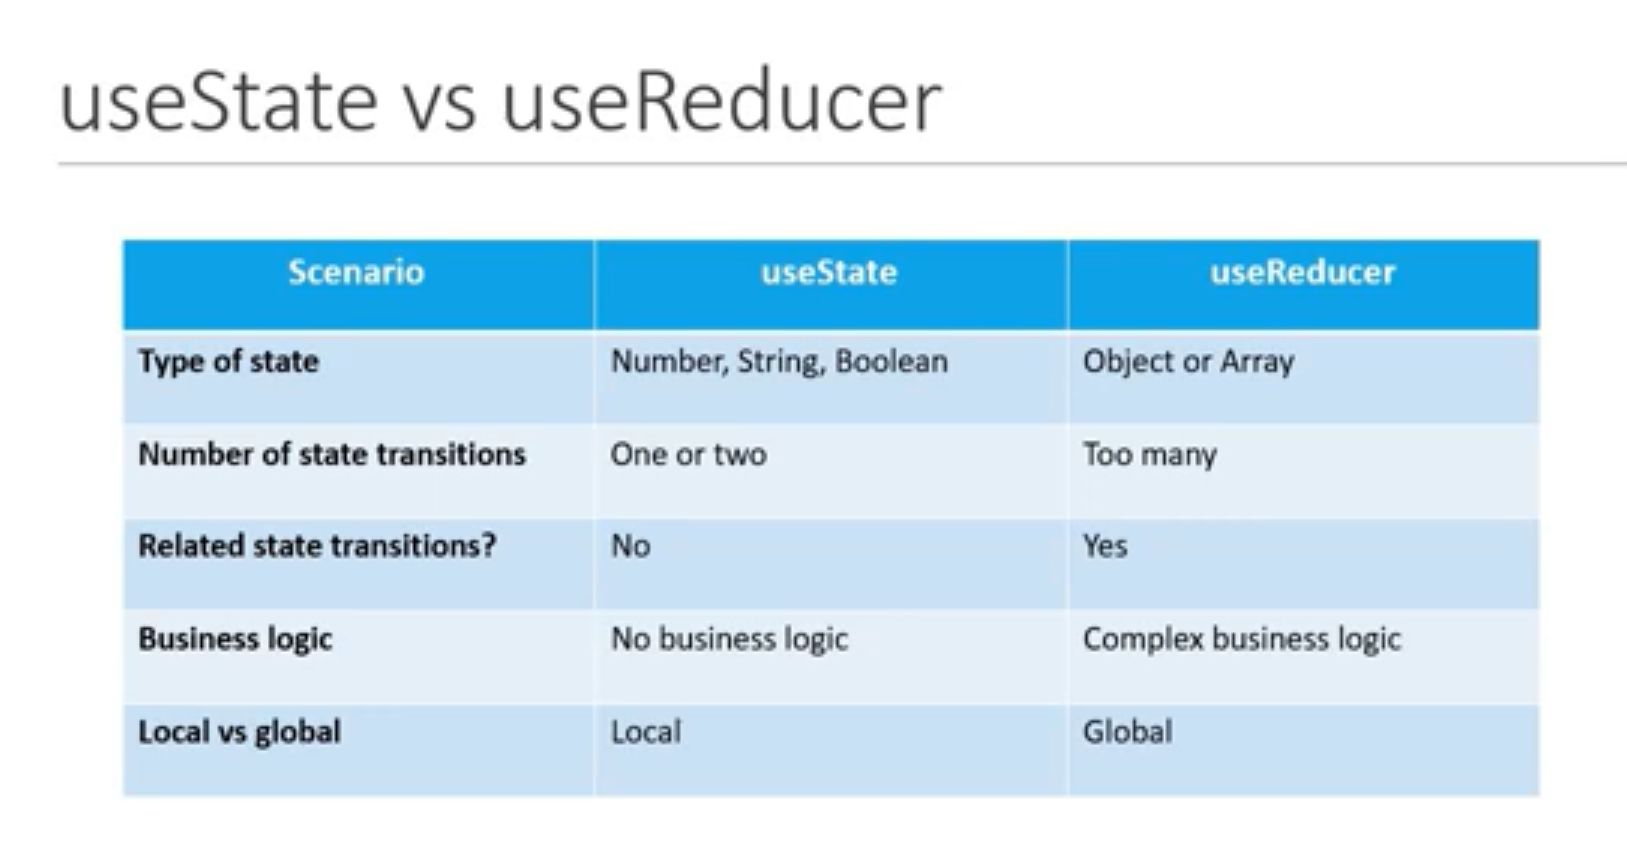 useState vs useReducer
Scenario useState useReducer
Type of state Number, String, Boolean Object or Array
Number of state transitions One or two Too many
Related state transitions? No Yes
Business logic No business logic Complex business logic
Local vs global Local Global